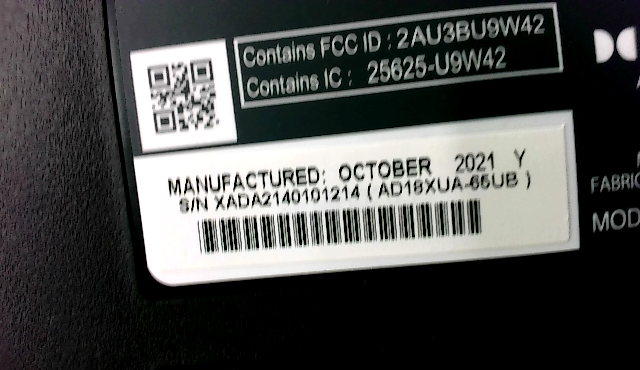 Contains FCC ID : 2AU3BU9W42
Contains IC : 25625-U9W42
MANUFACTURED: OCTOBER 2021 Y
S/N XADA2140101214 ( AD18XUA-65UB )
FABRIC
MOD